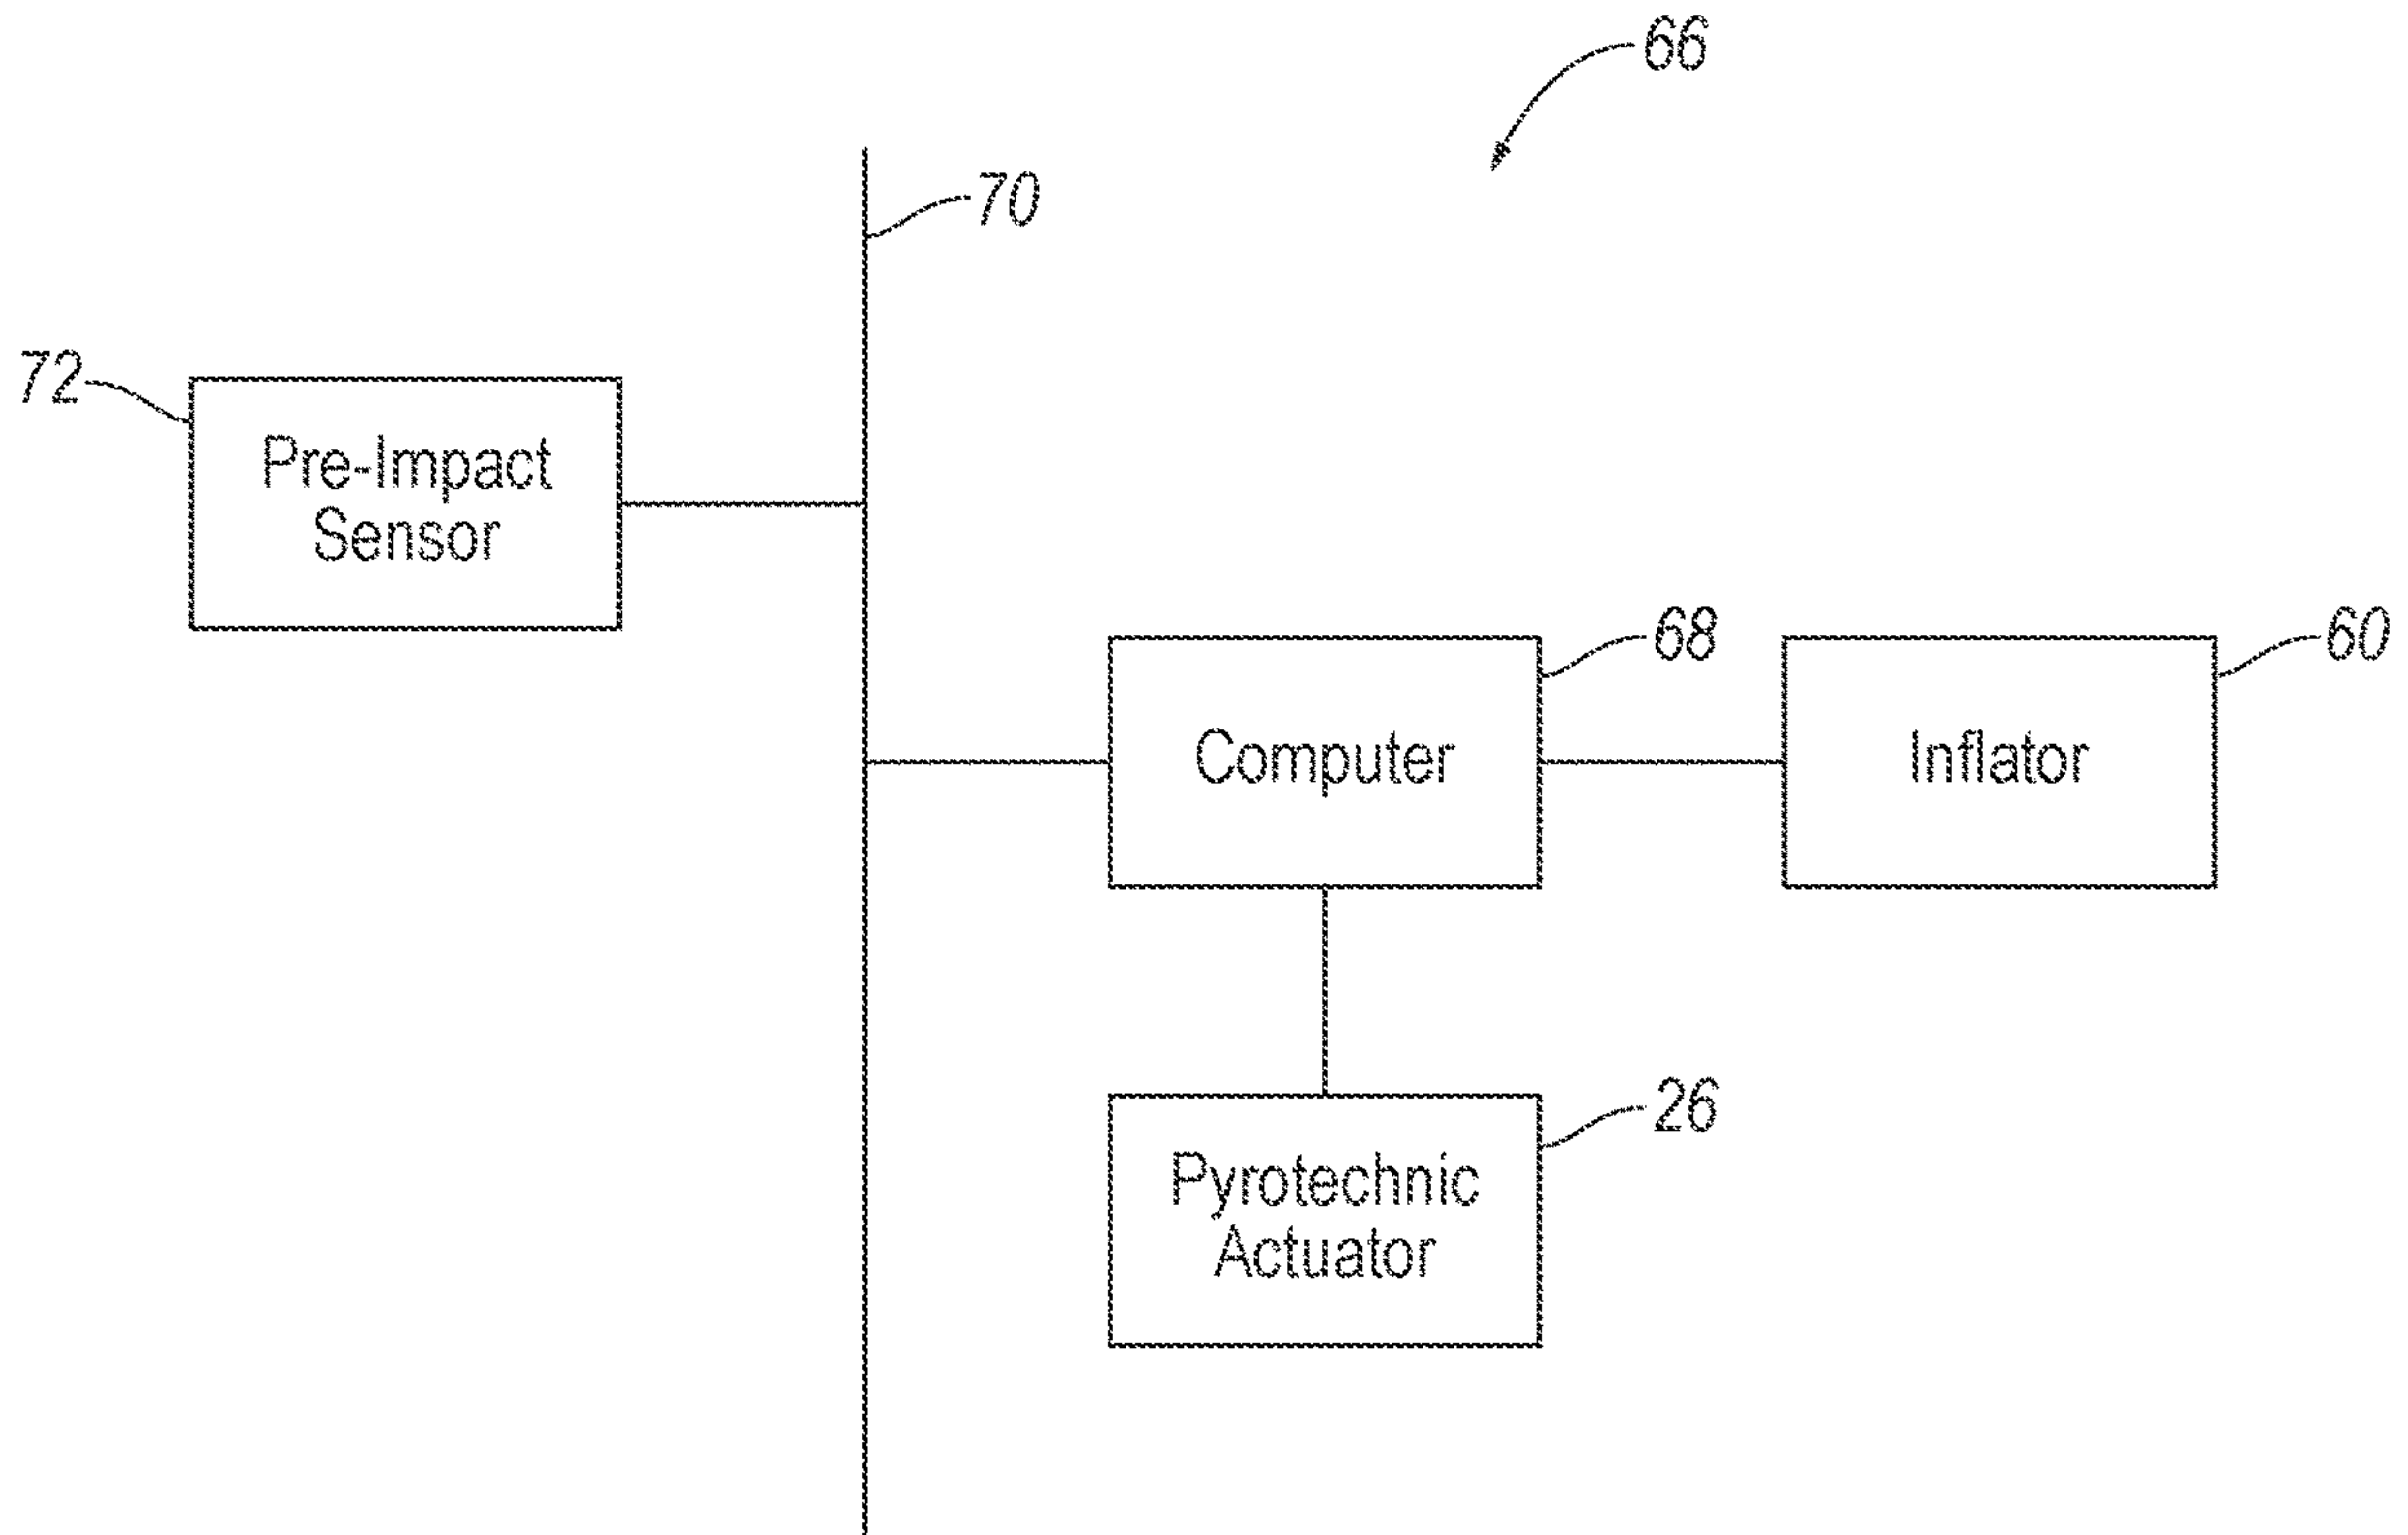 66
70
72
Pre-Impact
Sensor
68
60
Computer
Inflator
26
Pyrotechnic
Actuator